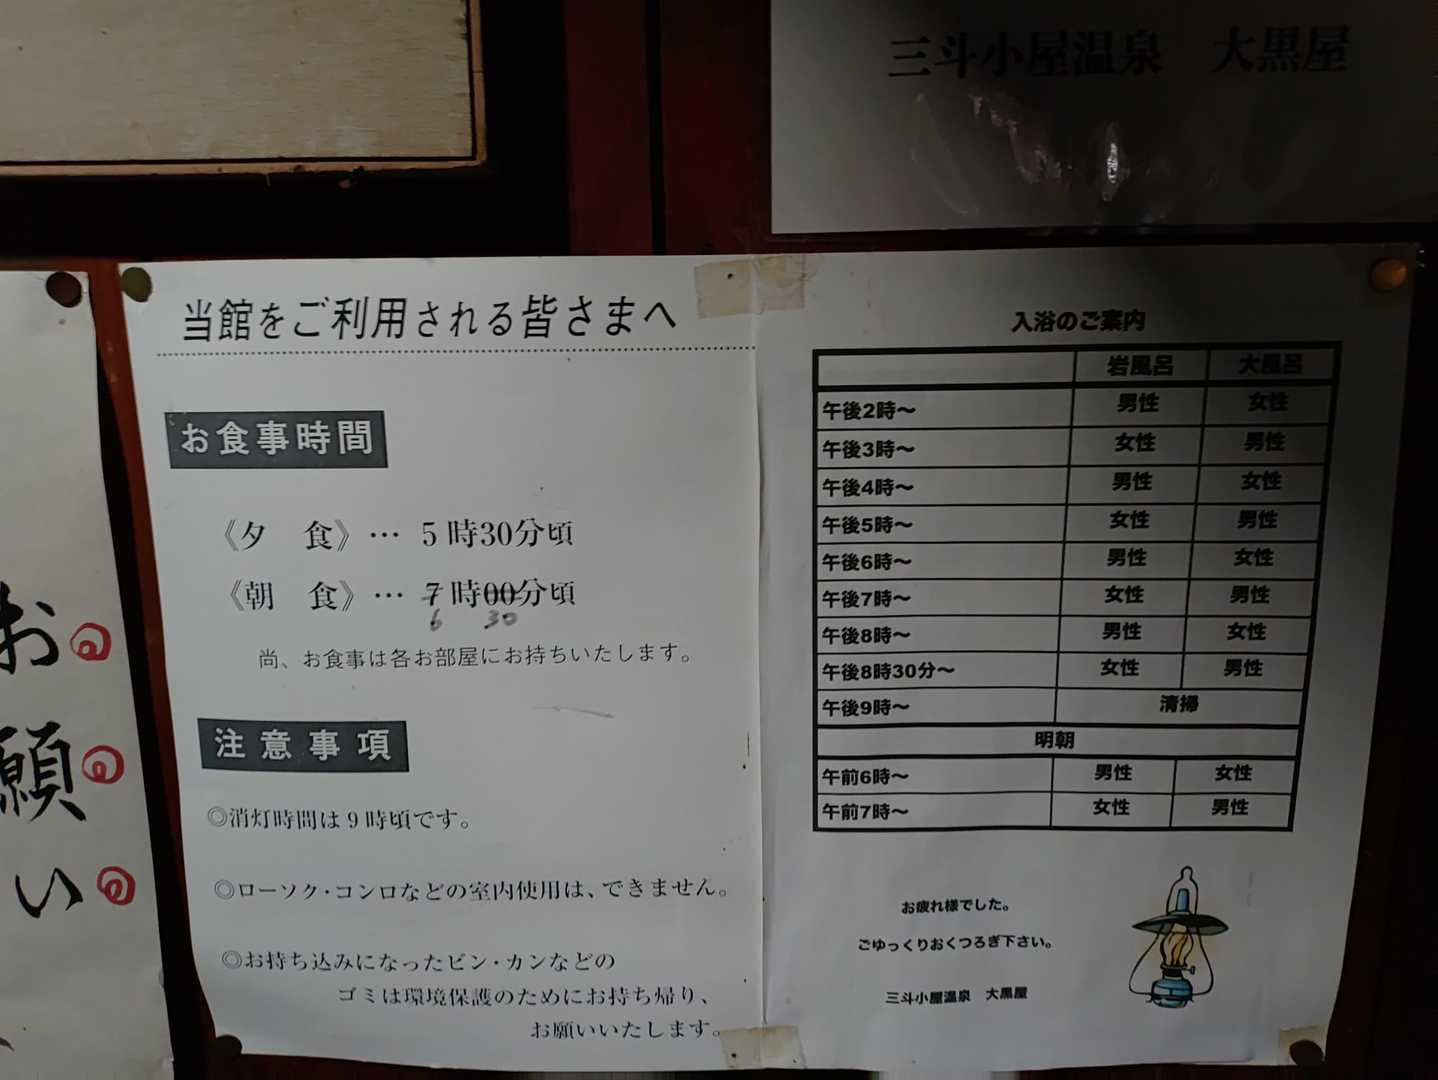 三斗小屋温泉　大黒屋
お願い
当館をご利用される皆さまへ
お食事時間
《夕　食》… 5時30分頃
《朝　食》… 7時00分頃
6 30
尚、お食事は各お部屋にお持ちいたします。
注意事項
◎消灯時間は9時頃です。
◎ローソク・コンロなどの室内使用は、できません。
◎お持ち込みになったビン・カンなどの
ゴミは環境保護のためにお持ち帰り、
お願いいたします。
入浴のご案内
岩風呂 大風呂
午後2時～ 男性 女性
午後3時～ 女性 男性
午後4時～ 男性 女性
午後5時～ 女性 男性
午後6時～ 男性 女性
午後7時～ 女性 男性
午後8時～ 男性 女性
午後8時30分～ 女性 男性
午後9時～ 清掃
明朝
午前6時～ 男性 女性
午前7時～ 女性 男性
お疲れ様でした。
ごゆっくりおくつろぎ下さい。
三斗小屋温泉　大黒屋